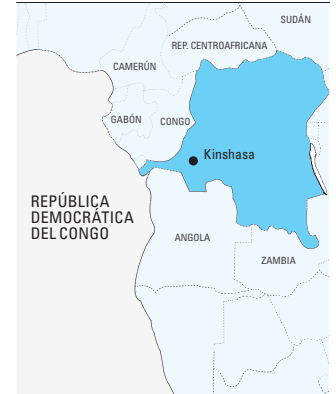 SUDÁN
REP. CENTROAFRICANA
CAMERÚN
GABÓN
CONGO
Kinshasa
REPÚBLICA
DEMOCRÁTICA
DEL CONGO
ANGOLA
ZAMBIA